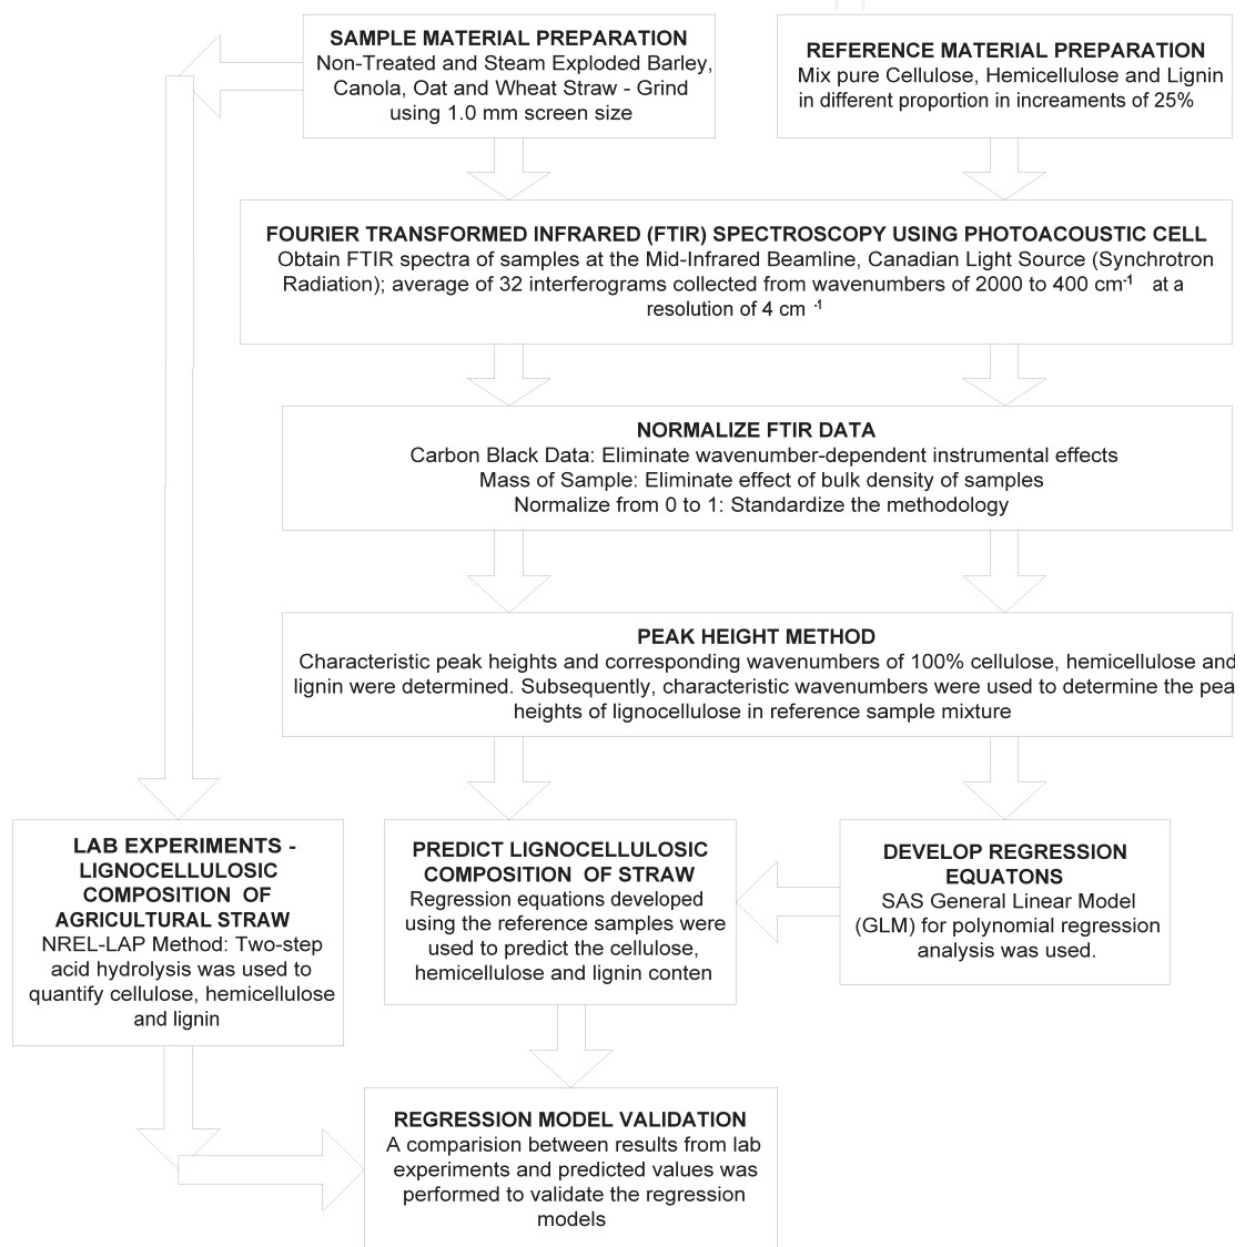 SAMPLE MATERIAL PREPARATION
Non-Treated and Steam Exploded Barley,
Canola, Oat and Wheat Straw - Grind
using 1.0 mm screen size
REFERENCE MATERIAL PREPARATION
Mix pure Cellulose, Hemicellulose and Lignin
in different proportion in increaments of 25%
FOURIER TRANSFORMED INFRARED (FTIR) SPECTROSCOPY USING PHOTOACOUSTIC CELL
Obtain FTIR spectra of samples at the Mid-Infrared Beamline, Canadian Light Source (Synchrotron
Radiation); average of 32 interferograms collected from wavenumbers of 2000 to 400 cm⁻¹ at a
resolution of 4 cm ⁻¹
NORMALIZE FTIR DATA
Carbon Black Data: Eliminate wavenumber-dependent instrumental effects
Mass of Sample: Eliminate effect of bulk density of samples
Normalize from 0 to 1: Standardize the methodology
PEAK HEIGHT METHOD
Characteristic peak heights and corresponding wavenumbers of 100% cellulose, hemicellulose and
lignin were determined. Subsequently, characteristic wavenumbers were used to determine the pea
heights of lignocellulose in reference sample mixture
LAB EXPERIMENTS -
LIGNOCELLULOSIC
COMPOSITION OF
AGRICULTURAL STRAW
NREL-LAP Method: Two-step
acid hydrolysis was used to
quantify cellulose, hemicellulose
and lignin
PREDICT LIGNOCELLULOSIC
COMPOSITION OF STRAW
Regression equations developed
using the reference samples were
used to predict the cellulose,
hemicellulose and lignin conten
DEVELOP REGRESSION
EQUATONS
SAS General Linear Model
(GLM) for polynomial regression
analysis was used.
REGRESSION MODEL VALIDATION
A comparision between results from lab
experiments and predicted values was
performed to validate the regression
models